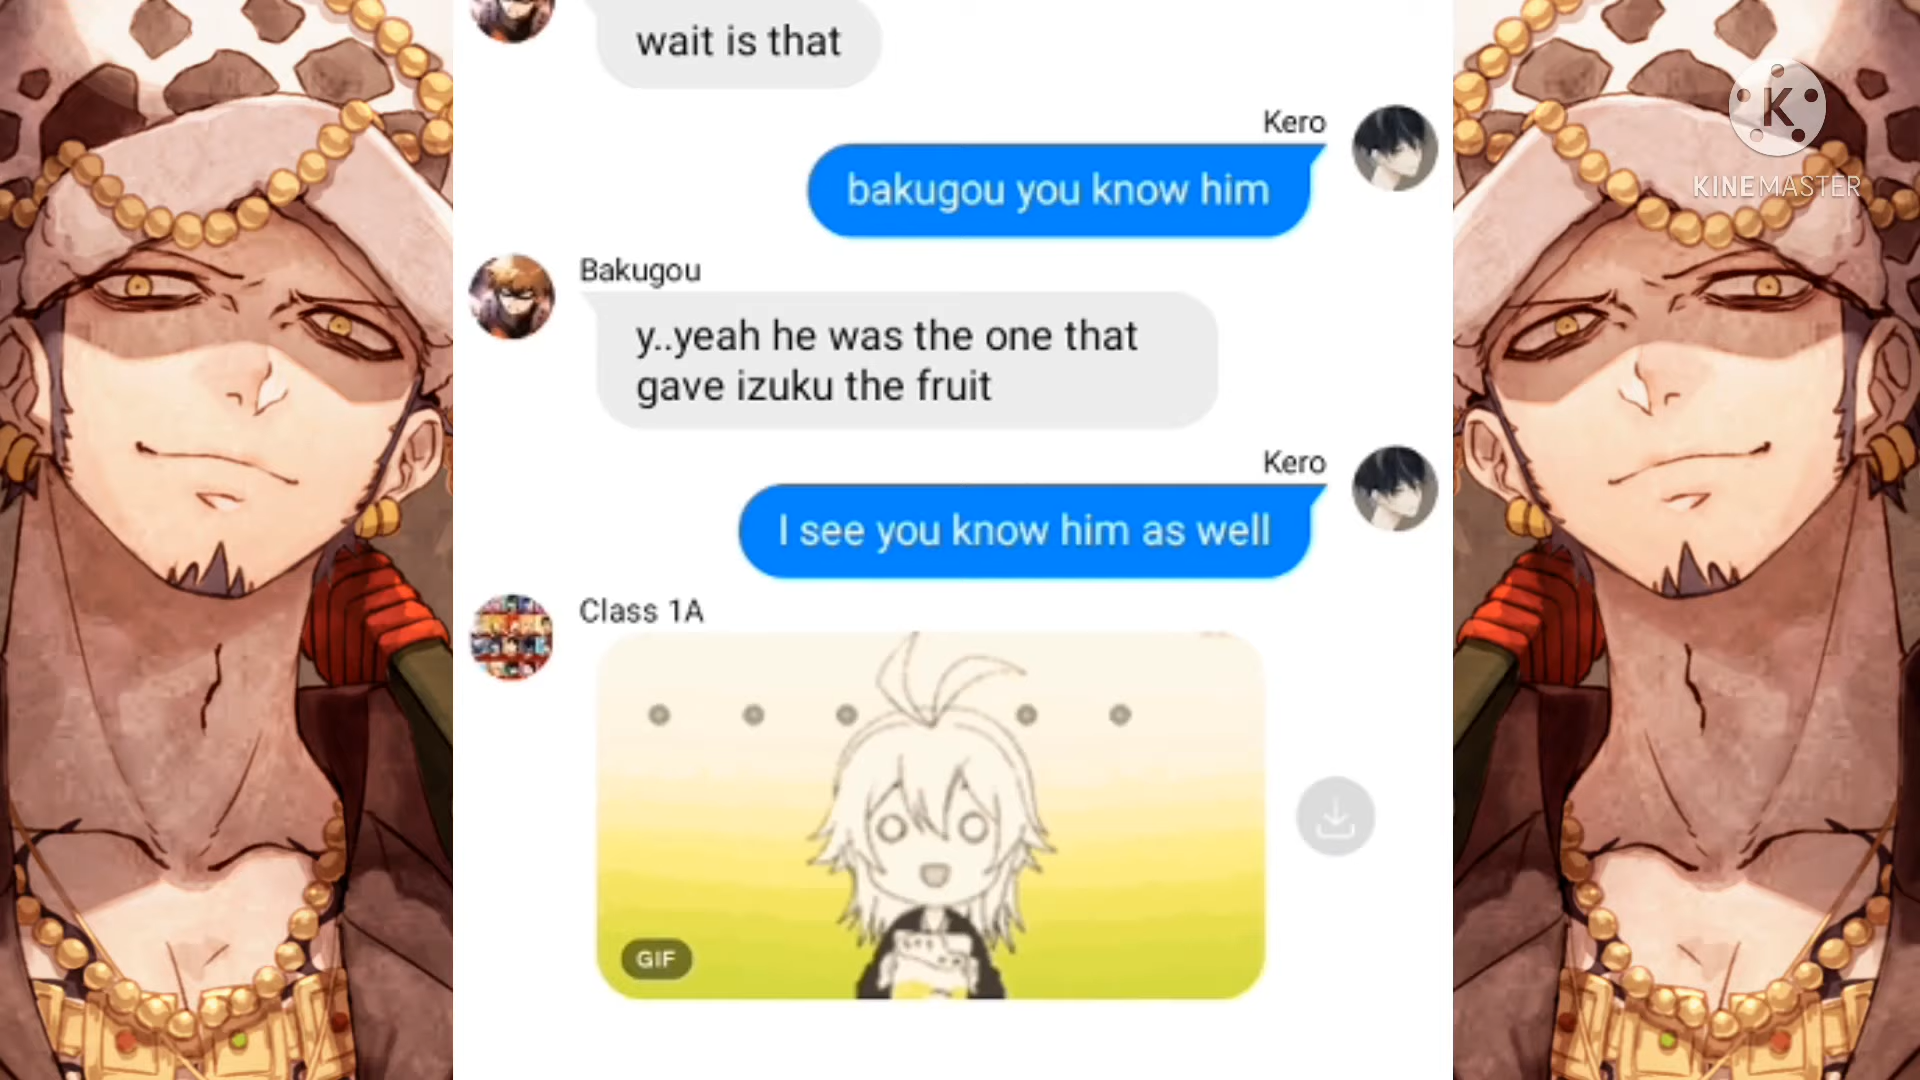 wait is that
Kero
bakugou you know him
Bakugou
y..yeah he was the one that
gave izuku the fruit
Kero
I see you know him as well
Class 1A
GIF
K
KINEMASTER